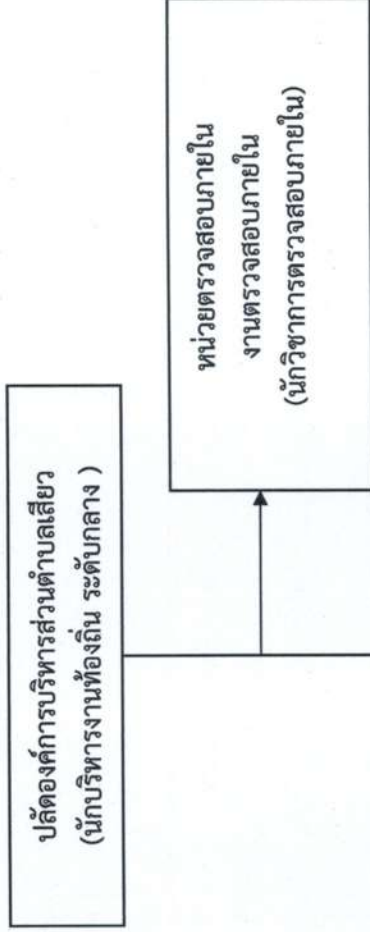 ปลัดองค์การบริหารส่วนตำบลเสียว
(นักบริหารงานท้องถิ่น ระดับกลาง )
หน่วยตรวจสอบภายใน
งานตรวจสอบภายใน
(นักวิชาการตรวจสอบภายใน)